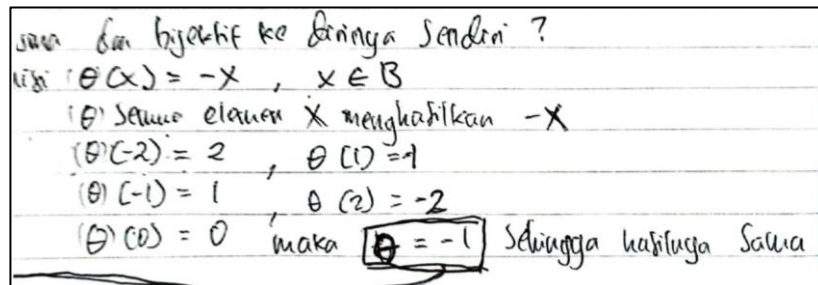 sama dan bijektif ke dirinya sendiri ?
θ(x) = -x , x ∈ B
(θ) semua elemen x menghasilkan -x
(θ)(-2) = 2 , θ (1) = -1
(θ) (-1) = 1 , θ (2) = -2
(θ) (0) = 0 maka θ = -1 Sehingga hasilnya Sama